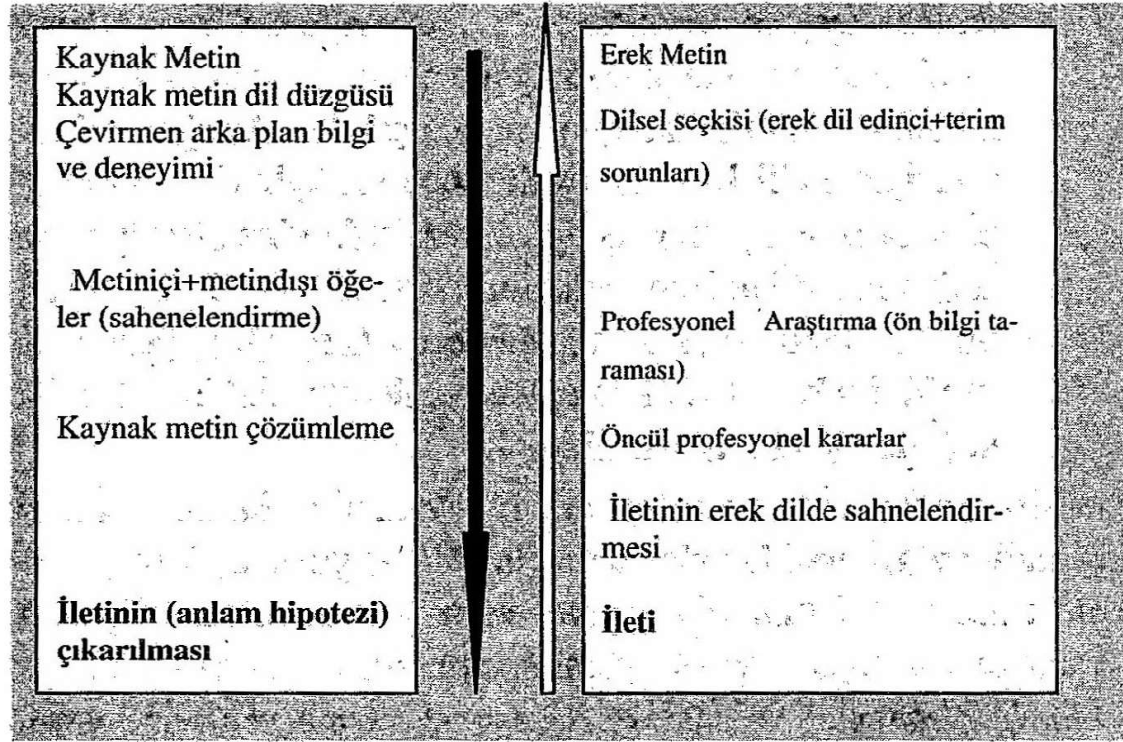 Kaynak Metin
Kaynak metin dil düzgüsü
Çevirmen arka plan bilgi
ve deneyimi
Metiniçi+metindışı öğe-
ler (sahenelendirme)
Kaynak metin çözümleme
İletinin (anlam hipotezi)
çıkarılması
Erek Metin
Dilsel seçkisi (erek dil edinci+terim
sorunları)
Profesyonel Araştırma (ön bilgi ta-
raması)
Öncül profesyonel kararlar
İletinin erek dilde sahnelendir-
mesi
İleti